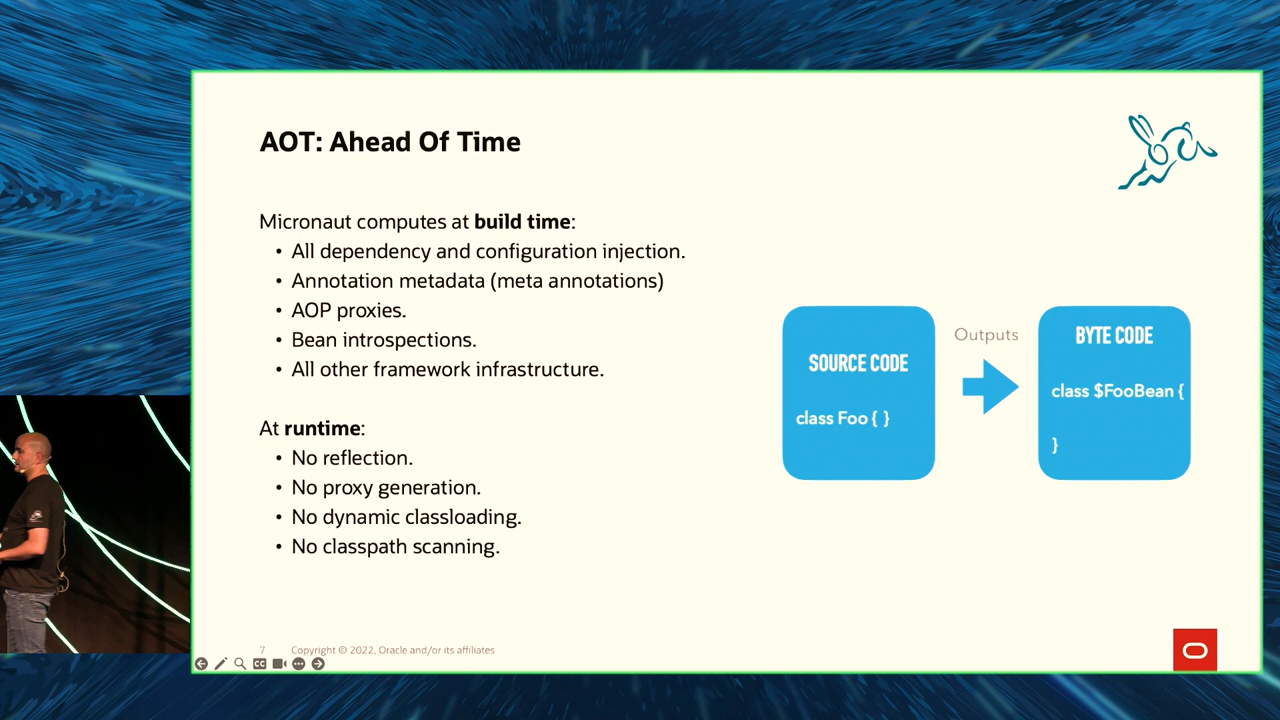 AOT: Ahead Of Time
Micronaut computes at build time:
• All dependency and configuration injection.
• Annotation metadata (meta annotations)
• AOP proxies.
• Bean introspections.
• All other framework infrastructure.
At runtime:
• No reflection.
• No proxy generation.
• No dynamic classloading.
• No classpath scanning.
SOURCE CODE
class Foo { }
Outputs
BYTE CODE
class $FooBean {
}
7 Copyright © 2022, Oracle and/or its affiliates
CC